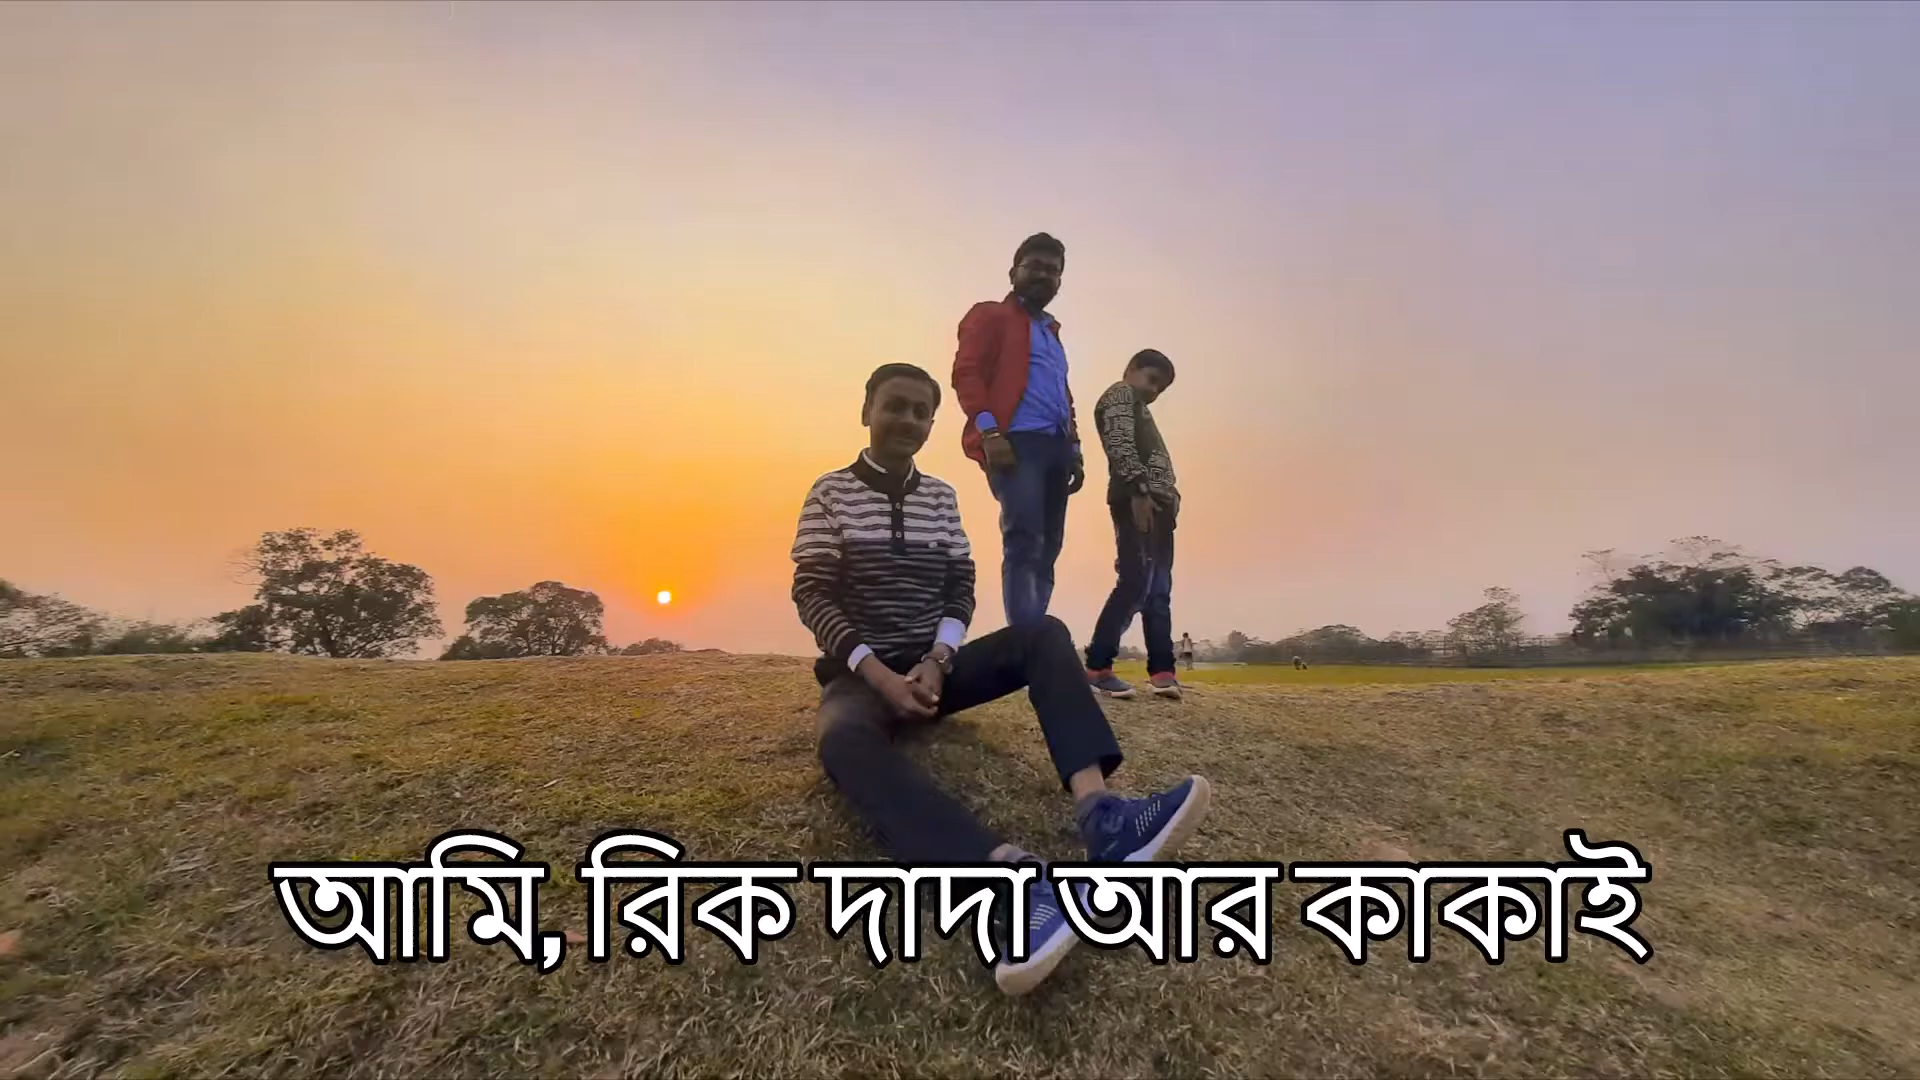 আমি, রিক দাদা আর কাকাই